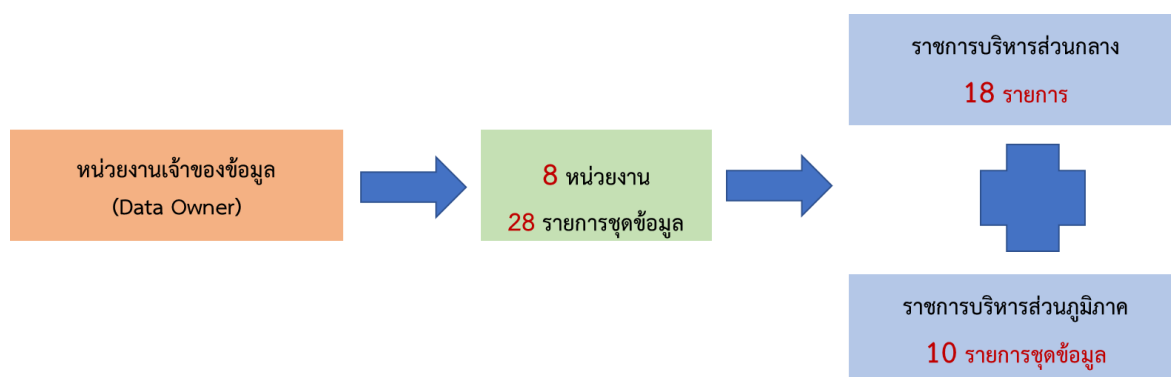 หน่วยงานเจ้าของข้อมูล
(Data Owner)
8 หน่วยงาน
28 รายการชุดข้อมูล
ราชการบริหารส่วนกลาง
18 รายการ
ราชการบริหารส่วนภูมิภาค
10 รายการชุดข้อมูล